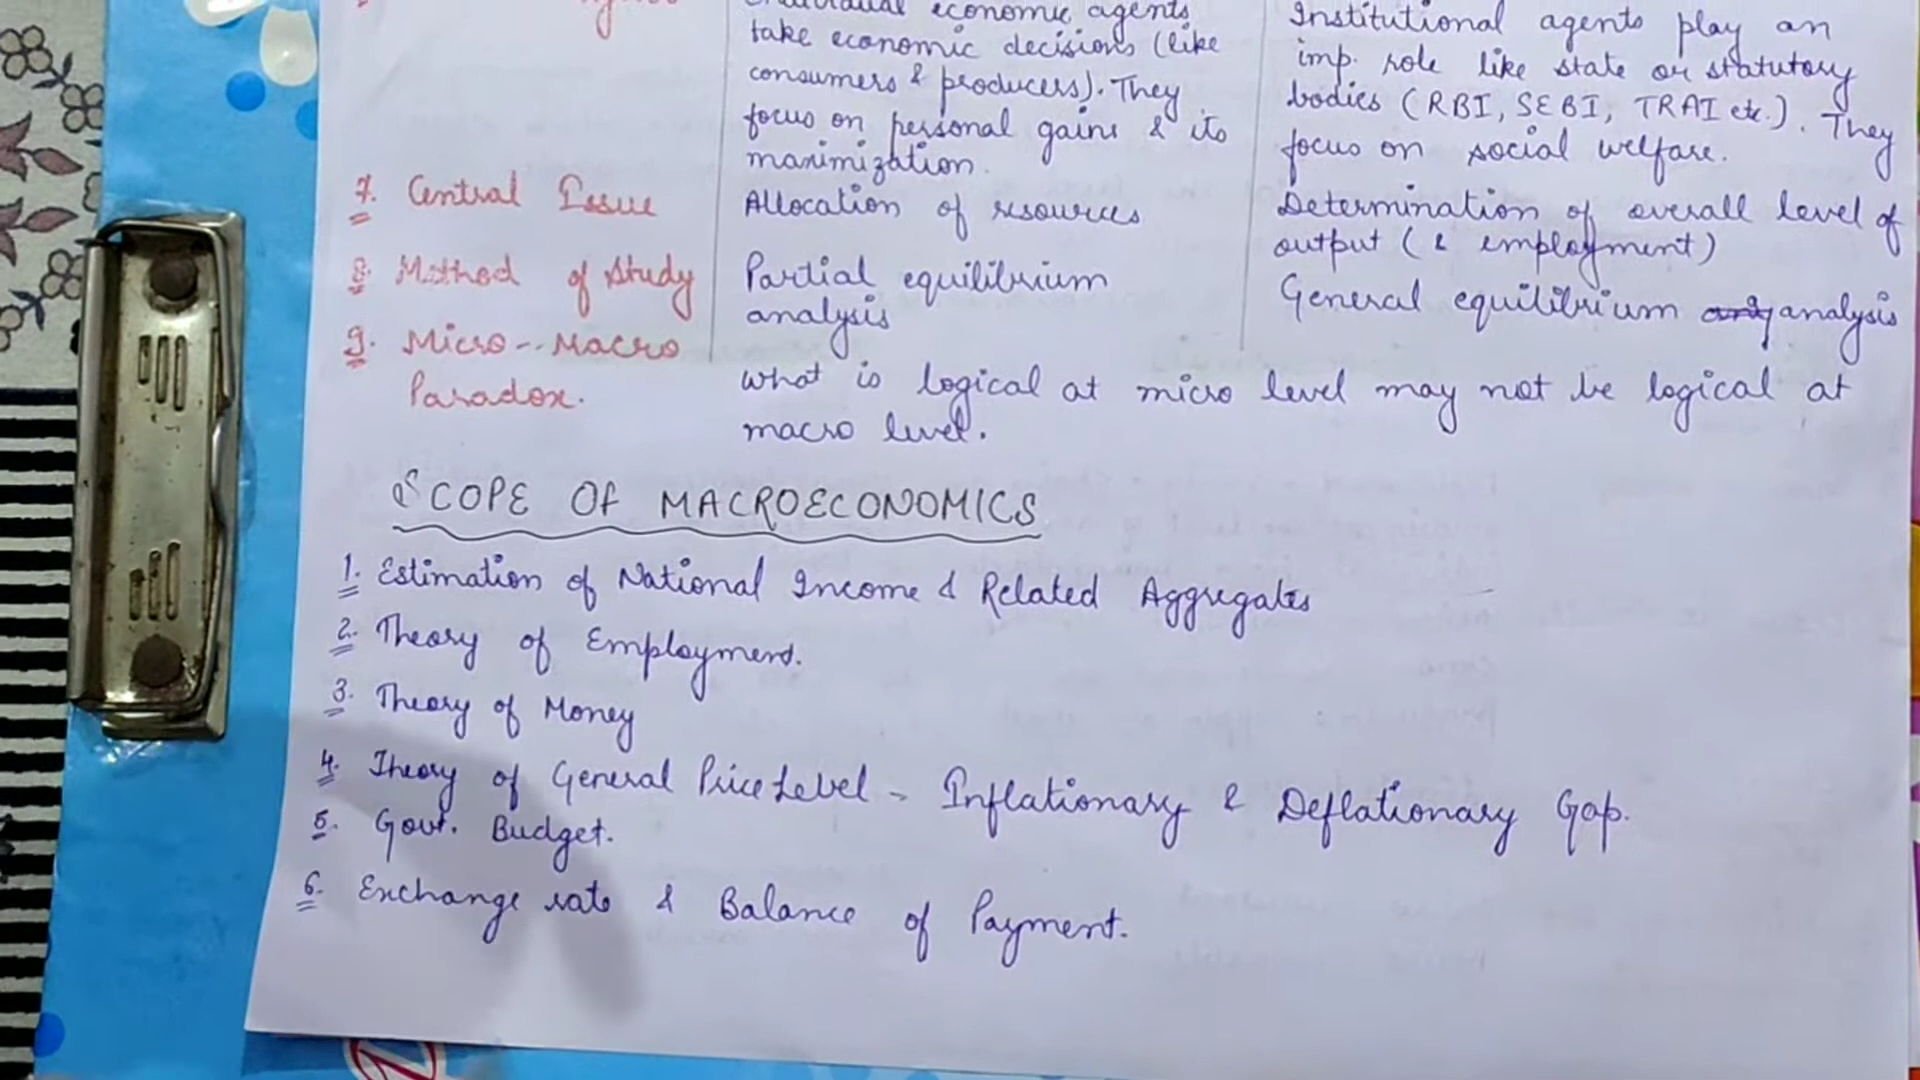 Individual economic agents
take economic decisions (like
consumers & producers). They
focus on personal gains & its
maximization.
Institutional agents play an
imp. role like state or statutory
bodies (RBI, SEBI, TRAI etc.). They
focus on social welfare.
7. Central Issue
Allocation of resources
Determination of overall level of
output (& employment)
8. Method of Study
Partial equilibrium
analysis
General equilibrium analysis
9. Micro-Macro
Paradox.
What is logical at micro level may not be logical at
macro level.
SCOPE OF MACROECONOMICS
1. Estimation of National Income & Related Aggregates
2. Theory of Employment.
3. Theory of Money
4. Theory of General Price Level - Inflationary & Deflationary Gap.
5. Govt. Budget.
6. Exchange rate & Balance of Payment.